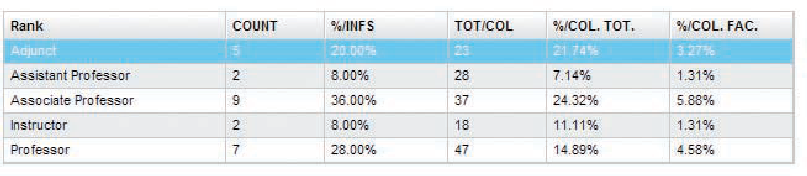 Rank COUNT %/INFS TOT/COL %/COL. TOT. %/COL. FAC.
Adjunct 5 20.00% 23 21.74% 3.27%
Assistant Professor 2 8.00% 28 7.14% 1.31%
Associate Professor 9 36.00% 37 24.32% 5.88%
Instructor 2 8.00% 18 11.11% 1.31%
Professor 7 28.00% 47 14.89% 4.58%